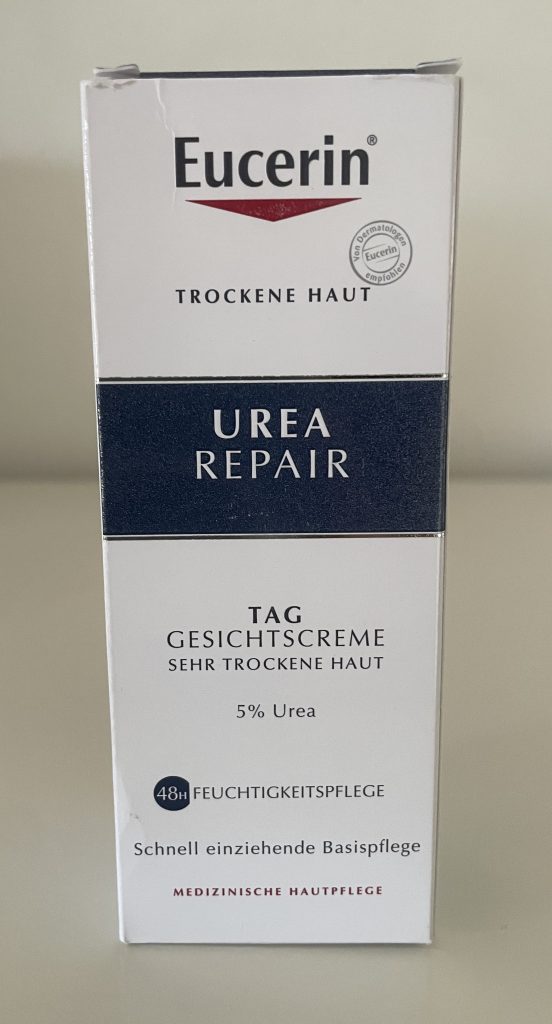 Eucerin®
Von Dermatologen
Eucerin
empfohlen
TROCKENE HAUT
UREA
REPAIR
TAG
GESICHTSCREME
SEHR TROCKENE HAUT
5% Urea
48H FEUCHTIGKEITSPFLEGE
Schnell einziehende Basispflege
MEDIZINISCHE HAUTPFLEGE